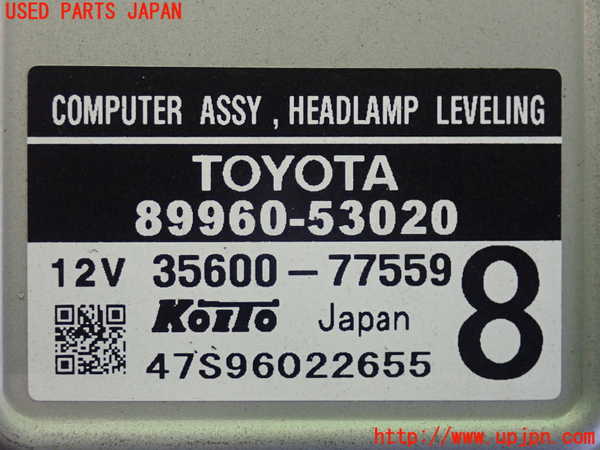 USED PARTS JAPAN
COMPUTER ASSY , HEADLAMP LEVELING
TOYOTA
89960-53020
12V 35600-77559
8
KOITO Japan
47S96022655
http://www.upjpn.com